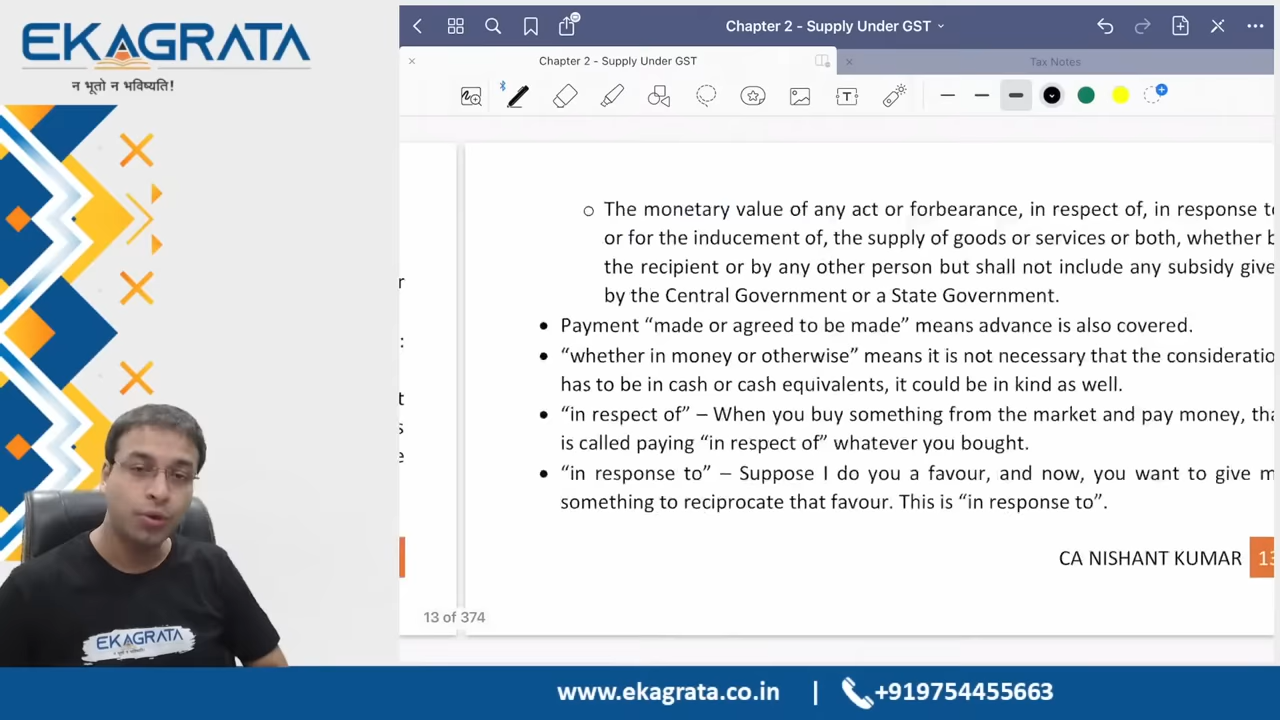 EKAGRATA
न भूतो न भविष्यति!
Chapter 2 - Supply Under GST
Chapter 2 - Supply Under GST
Tax Notes
T
o The monetary value of any act or forbearance, in respect of, in response
or for the inducement of, the supply of goods or services or both, whether
the recipient or by any other person but shall not include any subsidy
by the Central Government or a State Government.
• Payment “made or agreed to be made” means advance is also covered.
• “whether in money or otherwise” means it is not necessary that the
has to be in cash or cash equivalents, it could be in kind as well.
• “in respect of” – When you buy something from the market and pay money,
is called paying “in respect of” whatever you bought.
• “in response to” – Suppose I do you a favour, and now, you want to give
something to reciprocate that favour. This is “in response to”.
CA NISHANT KUMAR 13
13 of 374
EKAGRATA
www.ekagrata.co.in | +919754455663